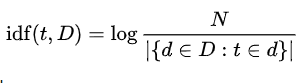 idf(t, D) = log N / |{d ∈ D : t ∈ d}|